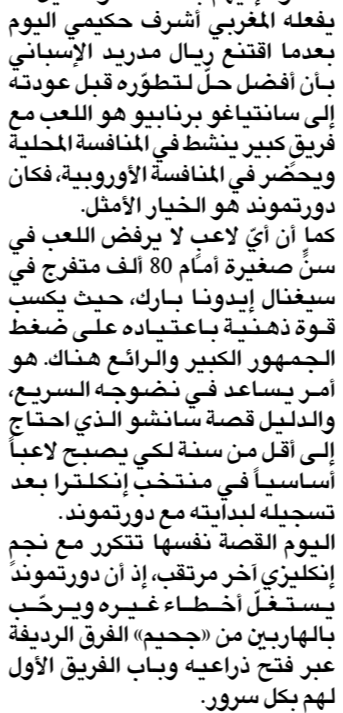 يفعله المغربي أشرف حكيمي اليوم
بعدما اقتنع ريال مدريد الإسباني
بأن أفضل حلّ لتطوّره قبل عودته
إلى سانتياغو برنابيو هو اللعب مع
فريقٍ كبير ينشط في المنافسة المحلية
ويحضر في المنافسة الأوروبية، فكان
دورتموند هو الخيار الأمثل.
كما أن أيّ لاعبٍ لا يرفض اللعب في
سنٍّ صغيرة أمام 80 ألف متفرج في
سيغنال إيدونا بارك، حيث يكسب
قوة ذهنية باعتياده على ضغط
الجمهور الكبير والرائع هناك. هو
أمر يساعد في نضوجه السريع،
والدليل قصة سانشو الذي احتاج
إلى أقل من سنة لكي يصبح لاعباً
أساسياً في منتخب إنكلترا بعد
تسجيله لبدايته مع دورتموند.
اليوم القصة نفسها تتكرر مع نجمٍ
إنكليزي آخر مرتقب، إذ أن دورتموند
يستغلّ أخطاء غيره ويرحّب
بالهاربين من «جحيم» الفرق الرديفة
عبر فتح ذراعيه وباب الفريق الأول
لهم بكل سرور.